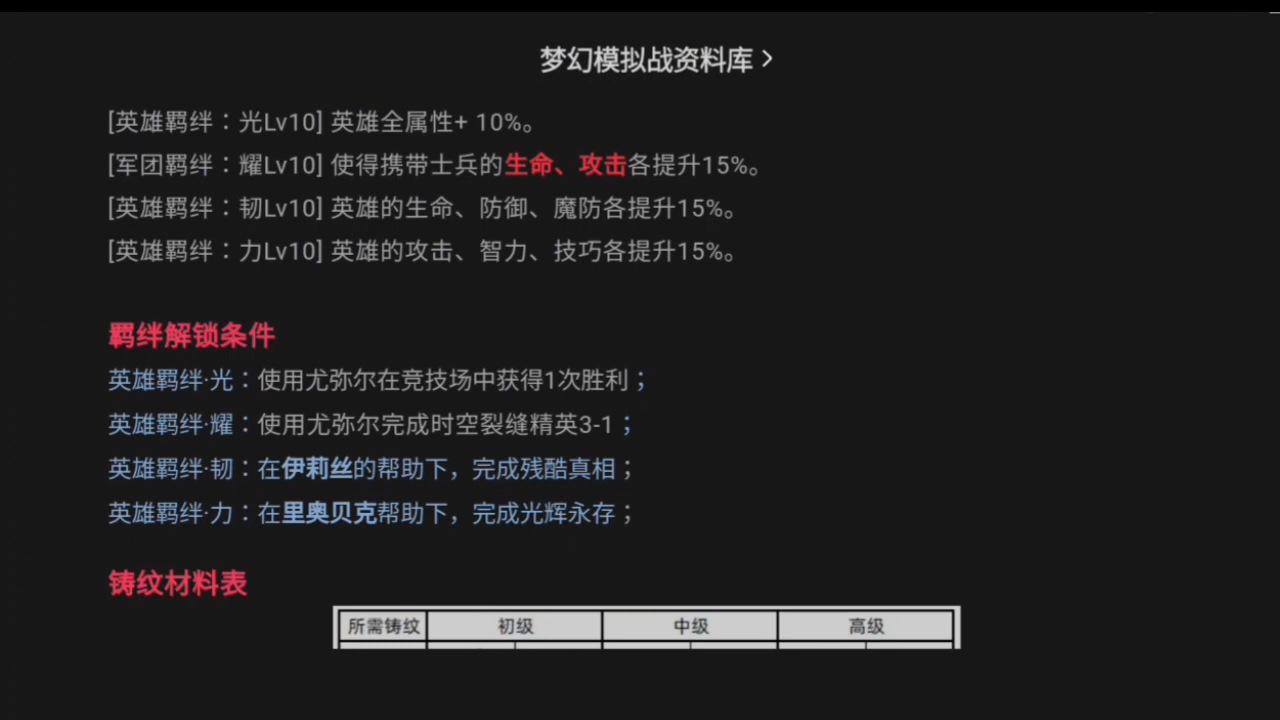 梦幻模拟战资料库 >
[英雄羁绊：光Lv10] 英雄全属性+ 10%。
[军团羁绊：耀Lv10] 使得携带士兵的生命、攻击各提升15%。
[英雄羁绊：韧Lv10] 英雄的生命、防御、魔防各提升15%。
[英雄羁绊：力Lv10] 英雄的攻击、智力、技巧各提升15%。
羁绊解锁条件
英雄羁绊·光：使用尤弥尔在竞技场中获得1次胜利；
英雄羁绊·耀：使用尤弥尔完成时空裂缝精英3-1；
英雄羁绊·韧：在伊莉丝的帮助下，完成残酷真相；
英雄羁绊·力：在里奥贝克帮助下，完成光辉永存；
铸纹材料表
所需铸纹 初级 中级 高级